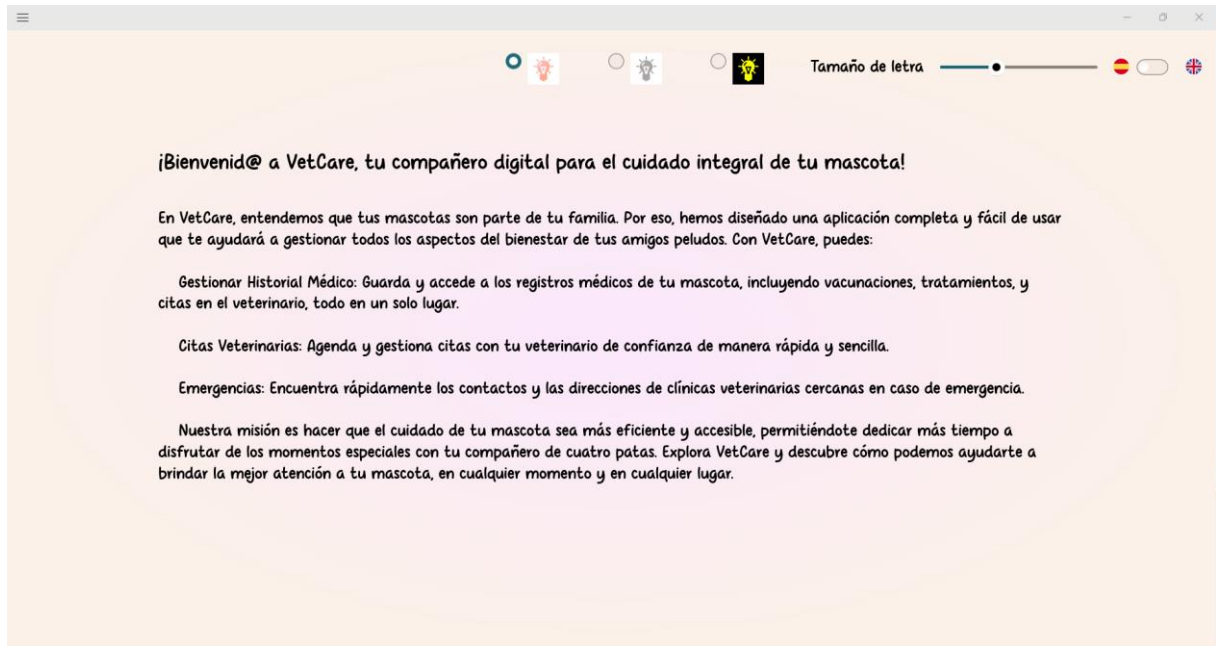 Tamaño de letra
¡Bienvenid@ a VetCare, tu compañero digital para el cuidado integral de tu mascota!
En VetCare, entendemos que tus mascotas son parte de tu familia. Por eso, hemos diseñado una aplicación completa y fácil de usar
que te ayudará a gestionar todos los aspectos del bienestar de tus amigos peludos. Con VetCare, puedes:
Gestionar Historial Médico: Guarda y accede a los registros médicos de tu mascota, incluyendo vacunaciones, tratamientos, y
citas en el veterinario, todo en un solo lugar.
Citas Veterinarias: Agenda y gestiona citas con tu veterinario de confianza de manera rápida y sencilla.
Emergencias: Encuentra rápidamente los contactos y las direcciones de clínicas veterinarias cercanas en caso de emergencia.
Nuestra misión es hacer que el cuidado de tu mascota sea más eficiente y accesible, permitiéndote dedicar más tiempo a
disfrutar de los momentos especiales con tu compañero de cuatro patas. Explora VetCare y descubre cómo podemos ayudarte a
brindar la mejor atención a tu mascota, en cualquier momento y en cualquier lugar.